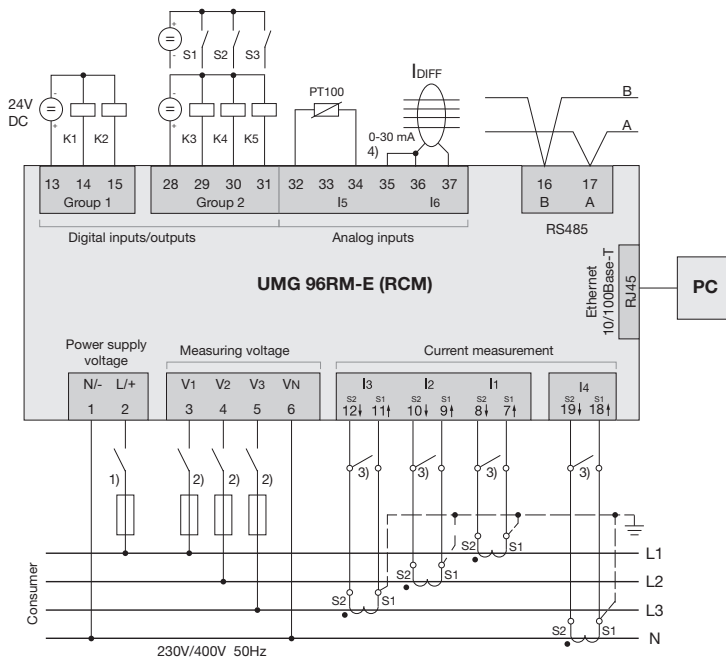 S1 S2 S3
IDIFF
PT100
24V
DC
K1 K2
K3 K4 K5
0-30 mA
4)
B
A
13 14 15
Group 1
28 29 30 31
Group 2
32 33 34 35 36 37
I5 I6
16 17
B A
RS485
Digital inputs/outputs
Analog inputs
UMG 96RM-E (RCM)
Ethernet
10/100Base-T
RJ45
PC
Power supply
voltage
Measuring voltage
Current measurement
N/- L/+
1 2
V1 V2 V3 VN
3 4 5 6
I3 I2 I1
S2 S1 S2 S1 S2 S1
12 11 10 9 8 7
I4
S2 S1
19 18
1) 2) 2) 2)
3) 3) 3) 3)
S2 S1
L1
S2 S1
L2
S2 S1
L3
S2 S1
N
Consumer
230V/400V 50Hz